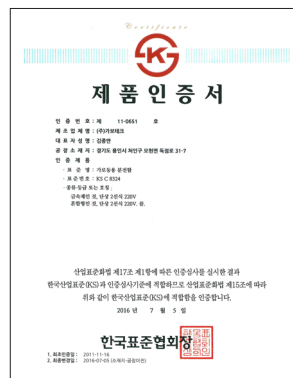 Certificate
KS
제품인증서
인 증 번 호 : 제 11-0651 호
제 조 업 체 명 : (주)가보테크
대 표 자 성 명 : 김종만
공 장 소 재 지 : 경기도 용인시 처인구 모현면 독점로 31-7
인 증 제 품
· 표 준 명 : 가로등용 분전함
· 표준번호 : KS C 8324
· 종류·등급 또는 호칭 :
금속제인 것, 단상 2선식 220V
혼합형인 것, 단상 2선식 220V. 끝.
산업표준화법 제17조 제1항에 따른 인증심사를 실시한 결과
한국산업표준(KS)과 인증심사기준에 적합하므로 산업표준화법 제15조에 따라
위와 같이 한국산업표준(KS)에 적합함을 인증합니다.
2016 년 7 월 5 일
한국표준협회장
1. 최초인증일 : 2011-11-16
2. 최종변경일 : 2016-07-05 (소재지-공장이전)